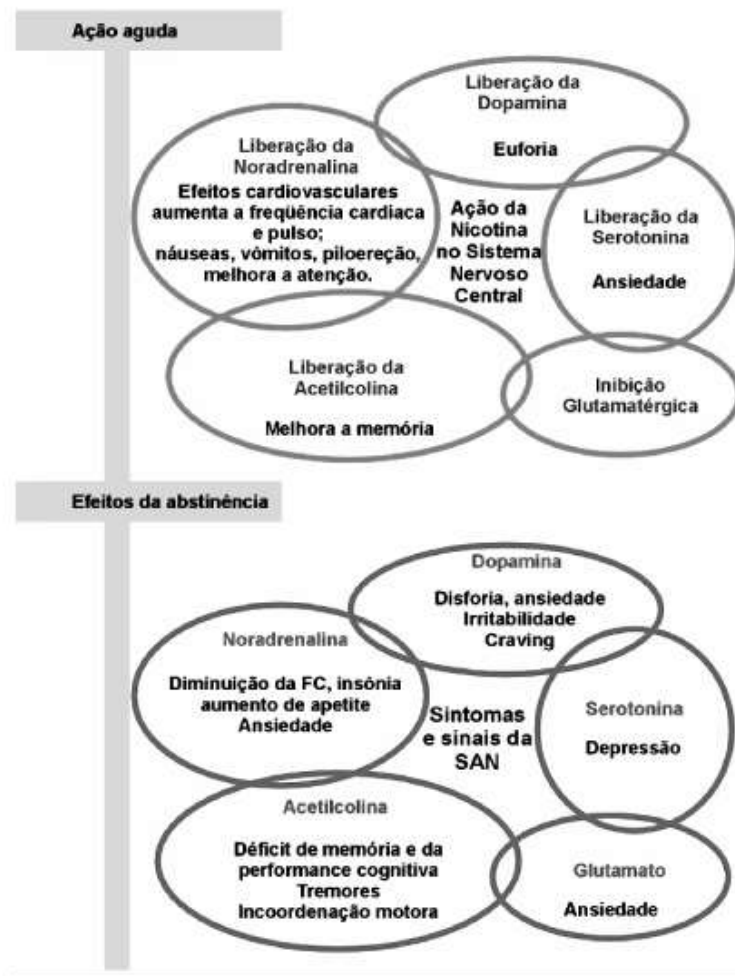 Ação aguda
Liberação da
Dopamina
Euforia
Liberação da
Noradrenalina
Efeitos cardiovasculares
aumenta a freqüência cardiaca
e pulso;
náuseas, vômitos, piloereção,
melhora a atenção.
Ação da
Nicotina
no Sistema
Nervoso
Central
Liberação da
Serotonina
Ansiedade
Liberação da
Acetilcolina
Melhora a memória
Inibição
Glutamatérgica
Efeitos da abstinência
Dopamina
Disforia, ansiedade
Irritabilidade
Craving
Noradrenalina
Diminuição da FC, insônia
aumento de apetite
Ansiedade
Sintomas
e sinais da
SAN
Serotonina
Depressão
Acetilcolina
Déficit de memória e da
performance cognitiva
Tremores
Incoordenação motora
Glutamato
Ansiedade